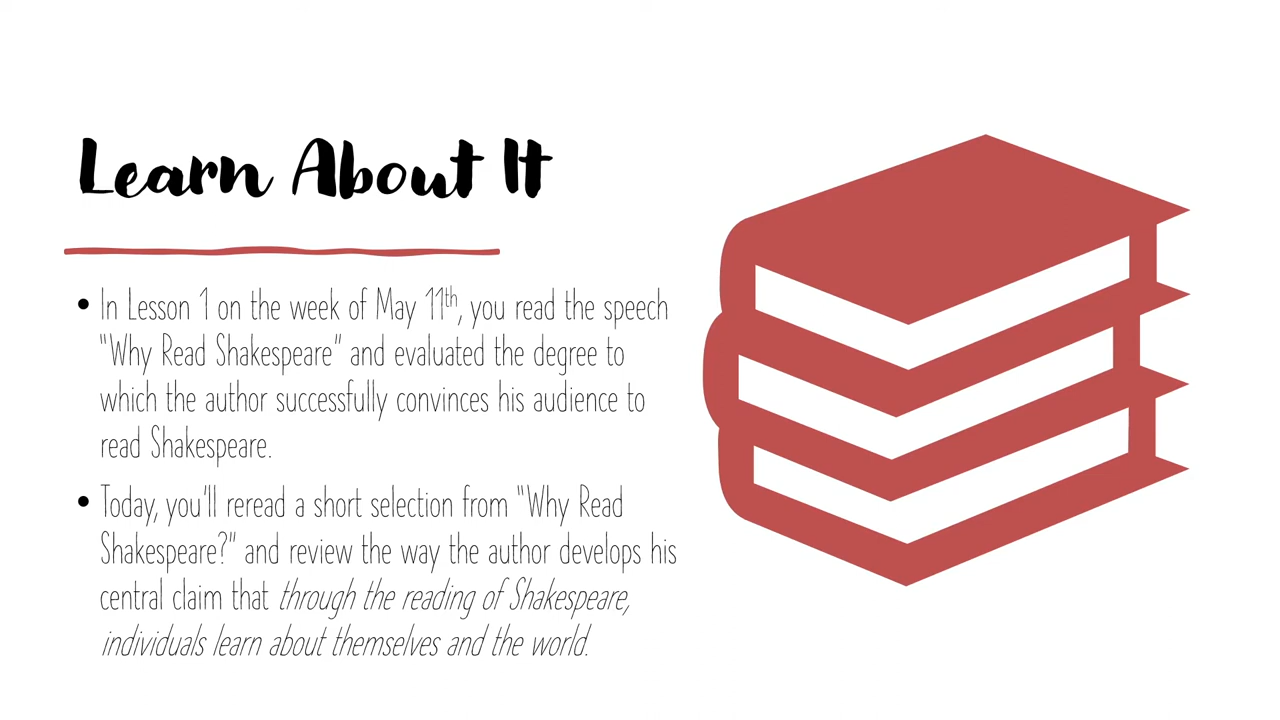 Learn About It
• In Lesson 1 on the week of May 11th, you read the speech
"Why Read Shakespeare" and evaluated the degree to
which the author successfully convinces his audience to
read Shakespeare.
• Today, you'll reread a short selection from "Why Read
Shakespeare?" and review the way the author develops his
central claim that through the reading of Shakespeare,
individuals learn about themselves and the world.